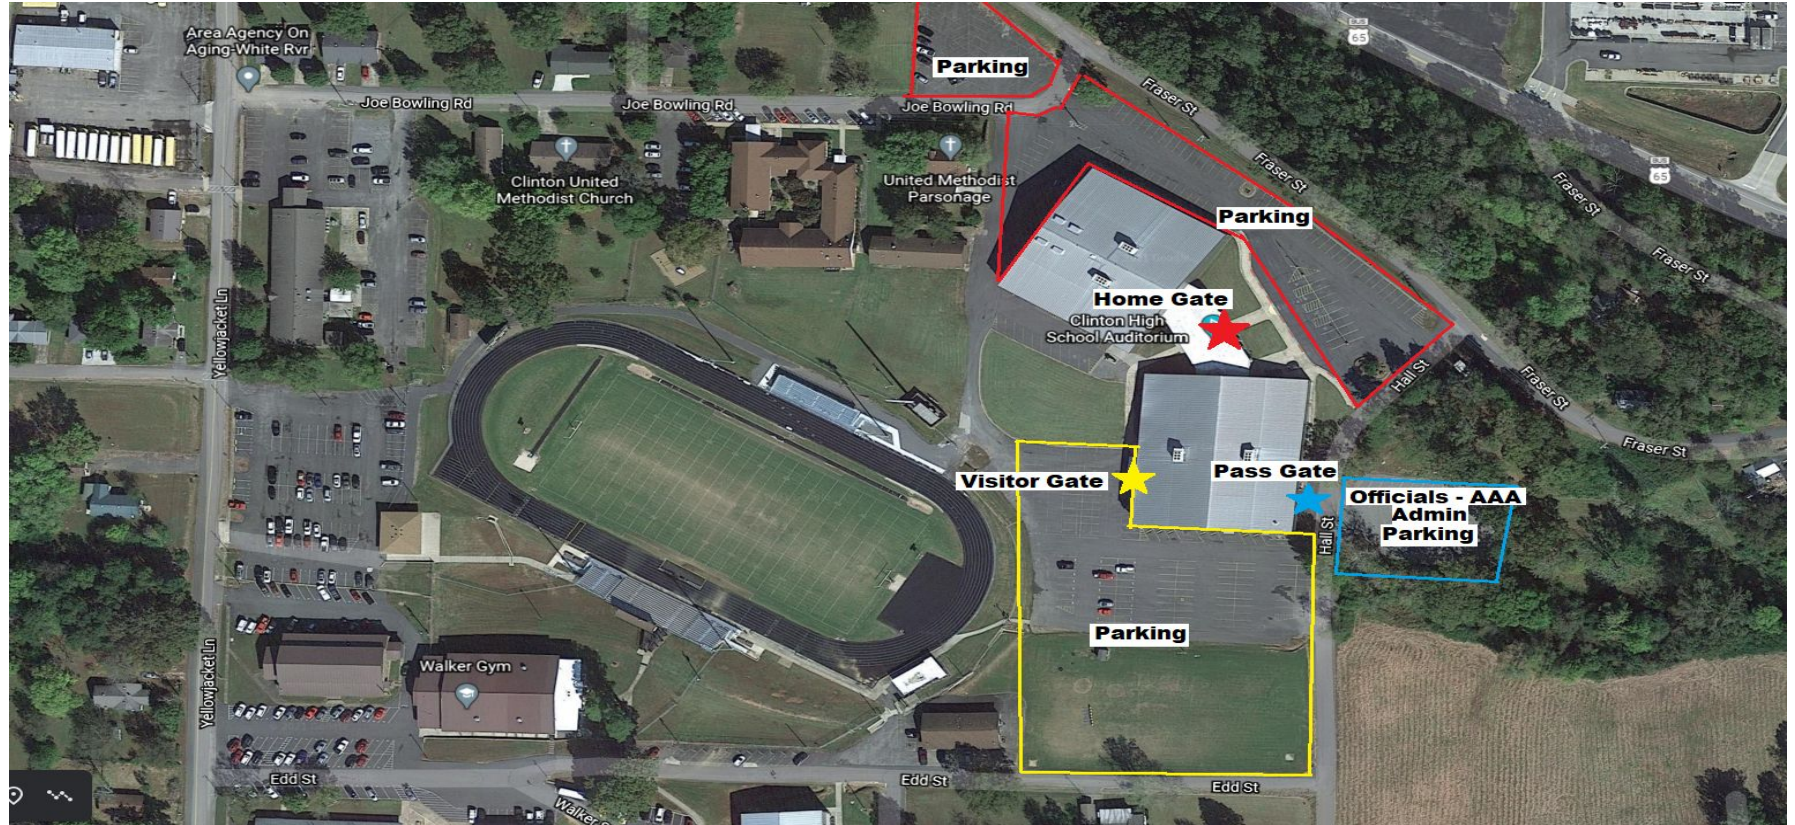 Area Agency On
Aging-White Rvr
BUS
65
Parking
Fraser St
Joe Bowling Rd
Joe Bowling Rd
Joe Bowling Rd
Fraser St
BUS
65
Clinton United
Methodist Church
United Methodist
Parsonage
Fraser St
Parking
Fraser St
Yellowjacket Ln
Home Gate
Clinton High
School Auditorium
Hall St
Fraser St
Fraser St
Visitor Gate
Pass Gate
Officials - AAA
Admin
Parking
Hall St
Parking
Yellowjacket Ln
Walker Gym
Edd St
Edd St
Edd St